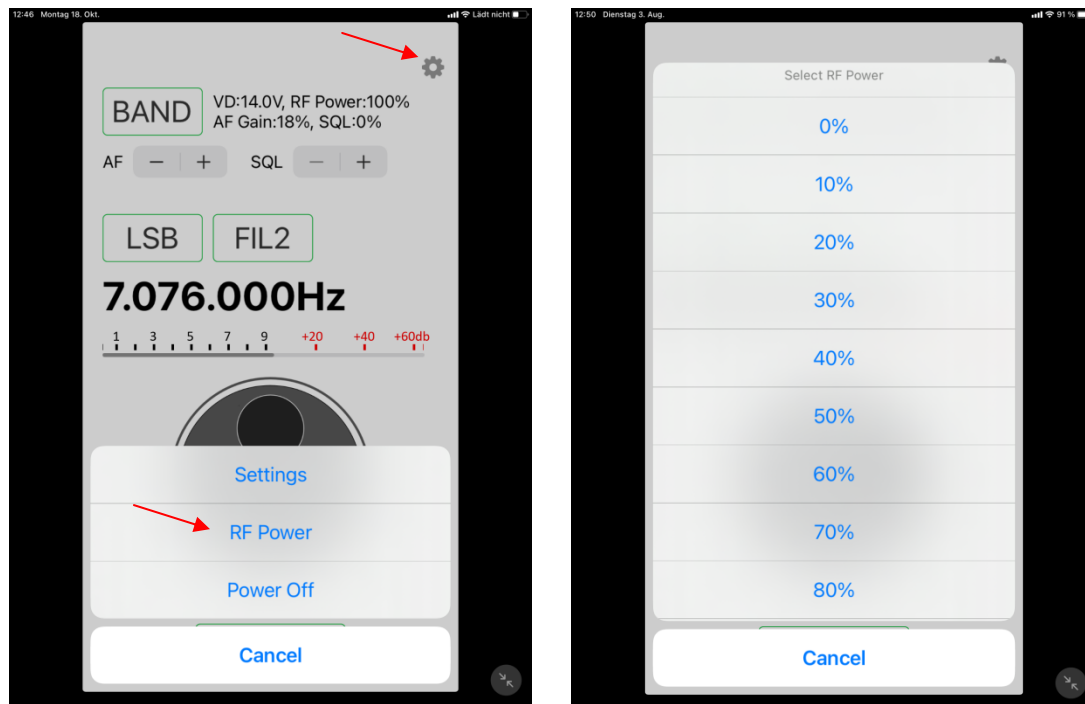 12:46 Montag 18. Okt.
Lädt nicht
BAND
VD:14.0V, RF Power:100%
AF Gain:18%, SQL:0%
AF − + SQL − +
LSB FIL2
7.076.000Hz
1 3 5 7 9 +20 +40 +60db
Settings
RF Power
Power Off
Cancel
12:50 Dienstag 3. Aug.
91 %
Select RF Power
0%
10%
20%
30%
40%
50%
60%
70%
80%
Cancel